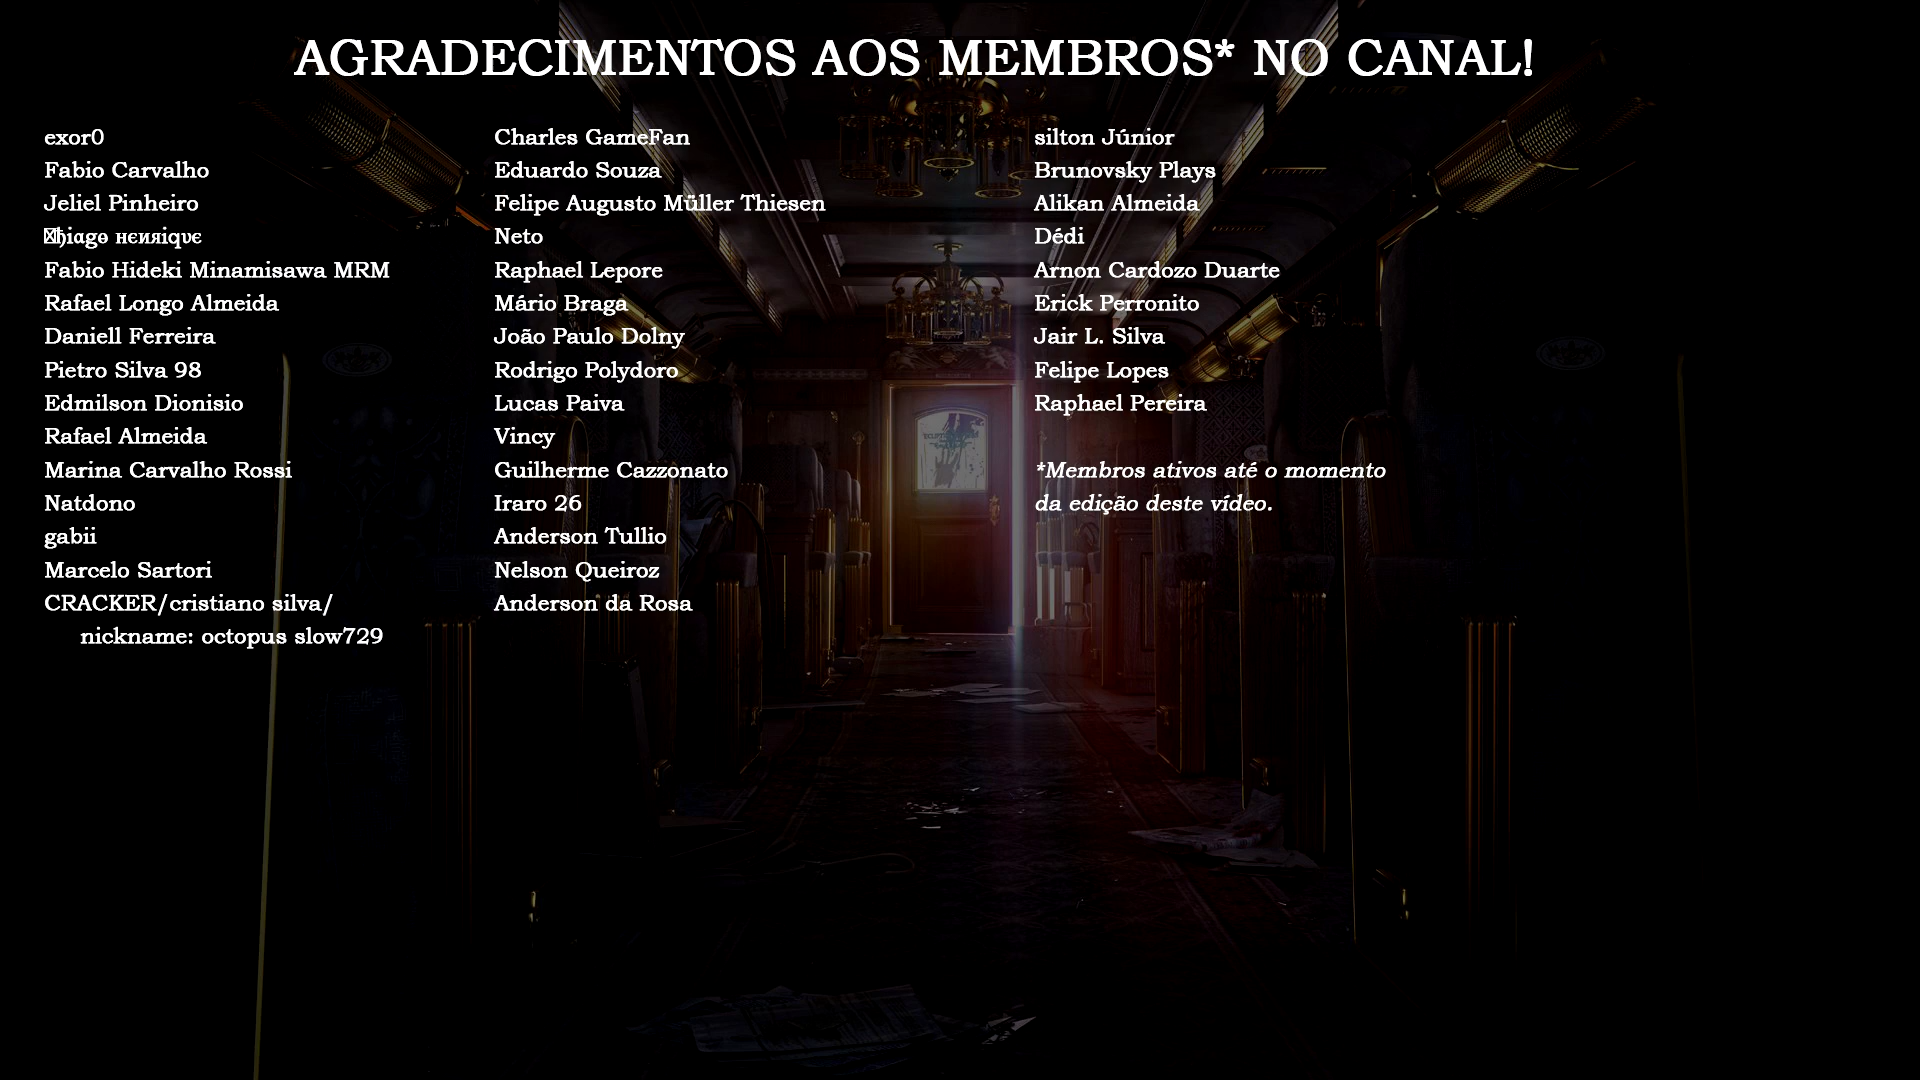 AGRADECIMENTOS AOS MEMBROS* NO CANAL!
exor0
Fabio Carvalho
Jeliel Pinheiro
ђiαgɵ нєияiqʋє
Fabio Hideki Minamisawa MRM
Rafael Longo Almeida
Daniell Ferreira
Pietro Silva 98
Edmilson Dionisio
Rafael Almeida
Marina Carvalho Rossi
Natdono
gabii
Marcelo Sartori
CRACKER/cristiano silva/
nickname: octopus slow729
Charles GameFan
Eduardo Souza
Felipe Augusto Müller Thiesen
Neto
Raphael Lepore
Mário Braga
João Paulo Dolny
Rodrigo Polydoro
Lucas Paiva
Vincy
Guilherme Cazzonato
Iraro 26
Anderson Tullio
Nelson Queiroz
Anderson da Rosa
silton Júnior
Brunovsky Plays
Alikan Almeida
Dédi
Arnon Cardozo Duarte
Erick Perronito
Jair L. Silva
Felipe Lopes
Raphael Pereira
*Membros ativos até o momento
da edição deste vídeo.